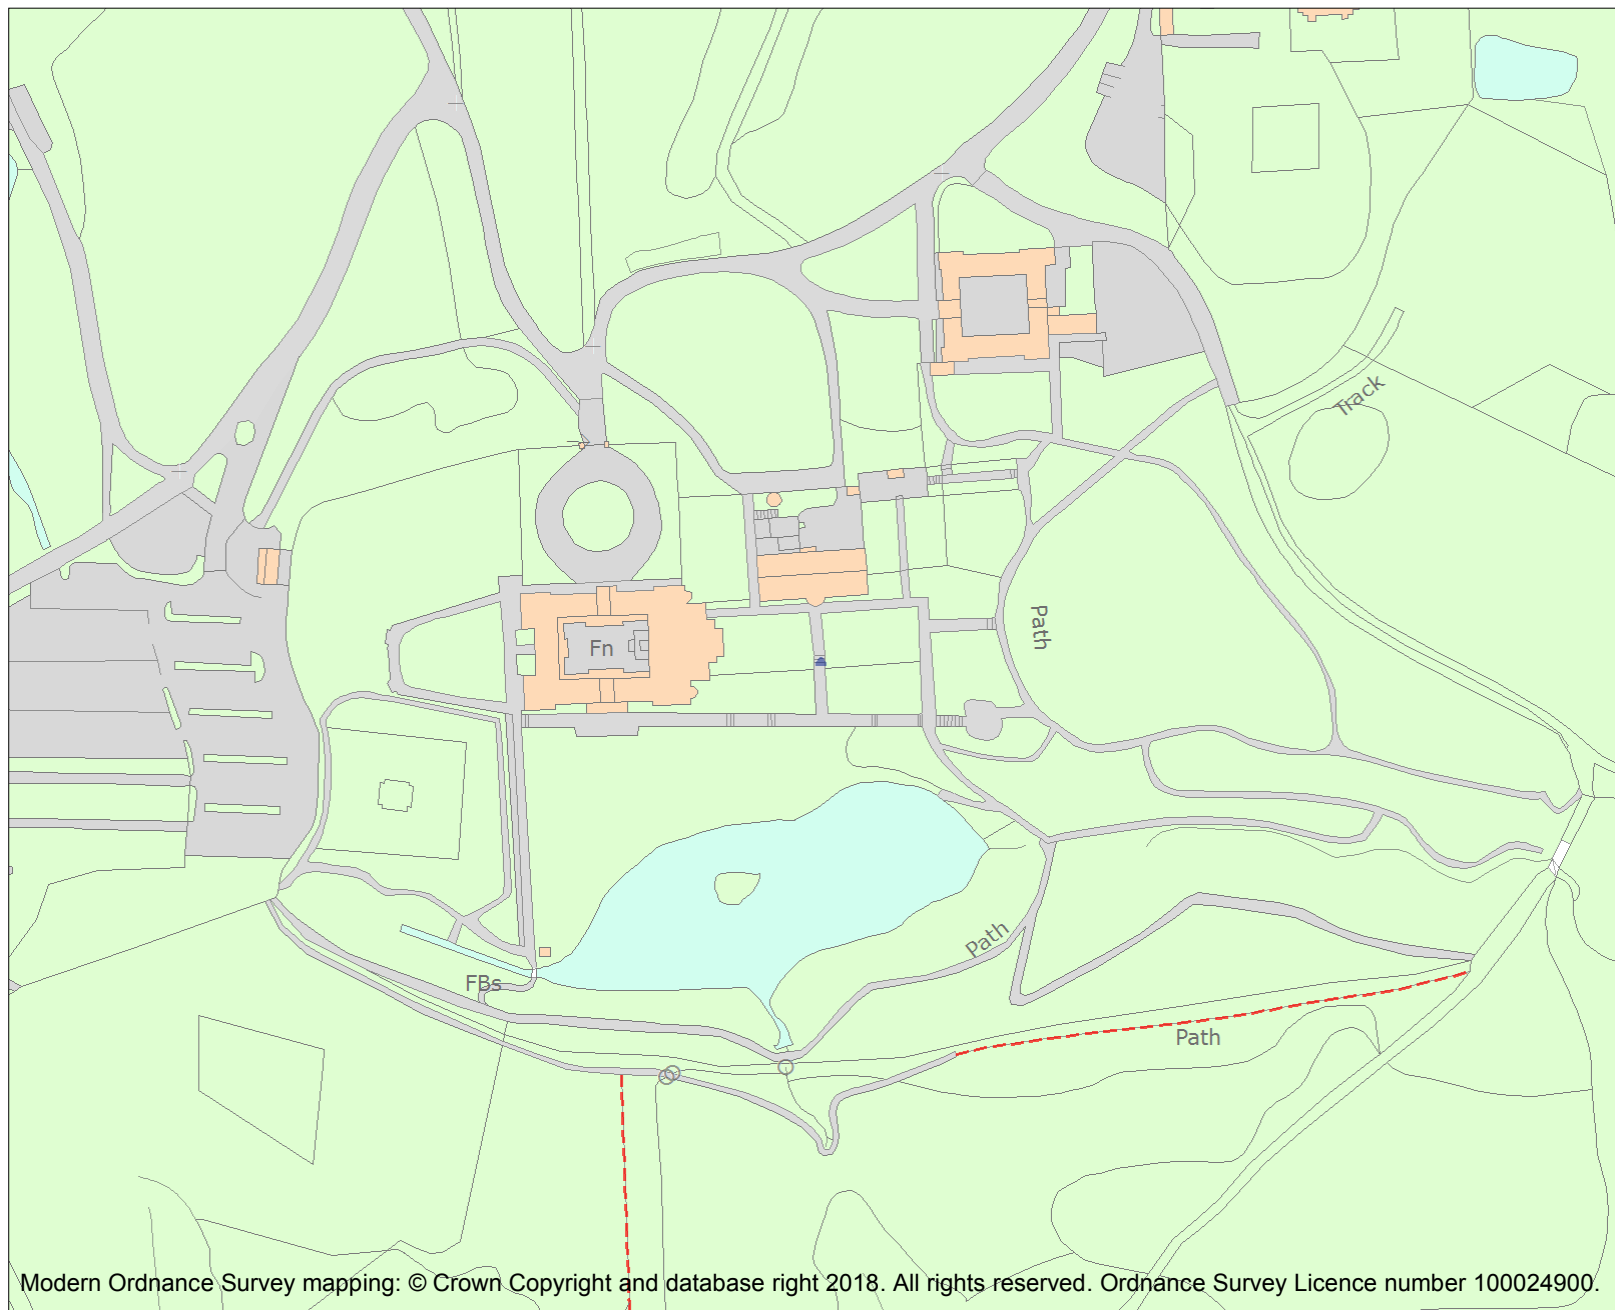 Track
Path
Fn
Path
FBs
Path
Modern Ordnance Survey mapping: © Crown Copyright and database right 2018. All rights reserved. Ordnance Survey Licence number 100024900.